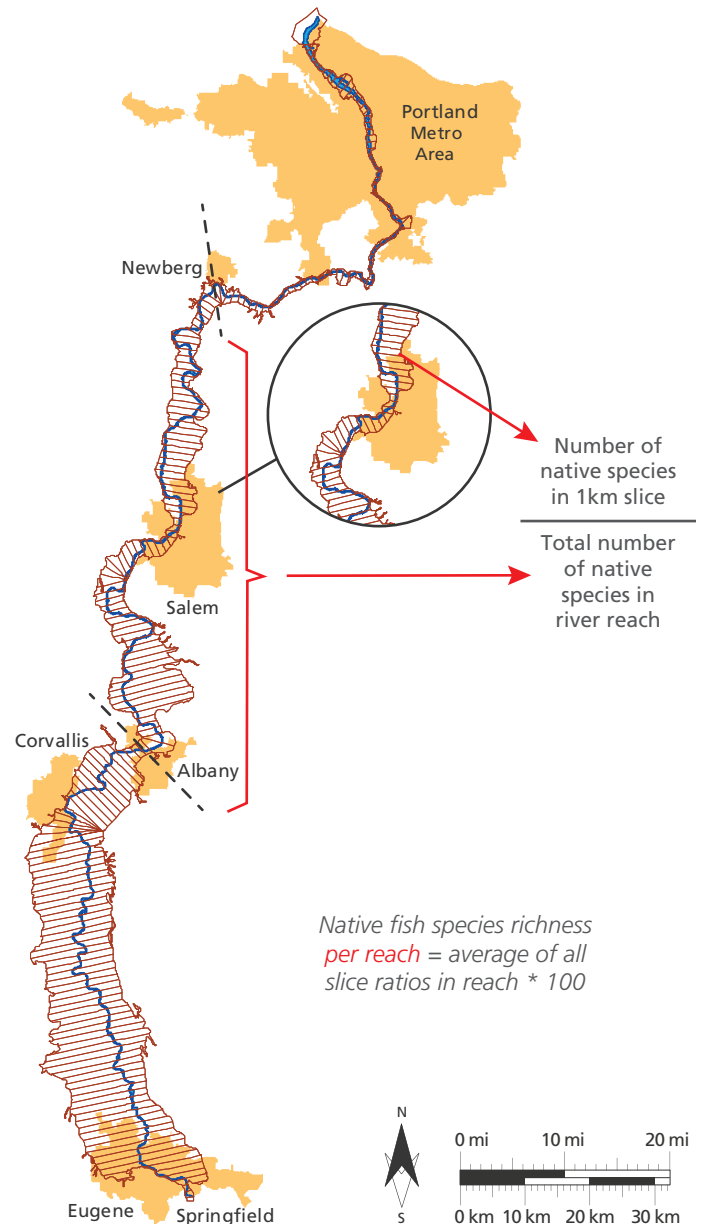 Portland
Metro
Area
Newberg
Number of
native species
in 1km slice
Total number
of native
species in
river reach
Salem
Corvallis
Albany
Native fish species richness
per reach = average of all
slice ratios in reach * 100
N
S
0 mi 10 mi 20 mi
0 km 10 km 20 km 30 km
Eugene Springfield